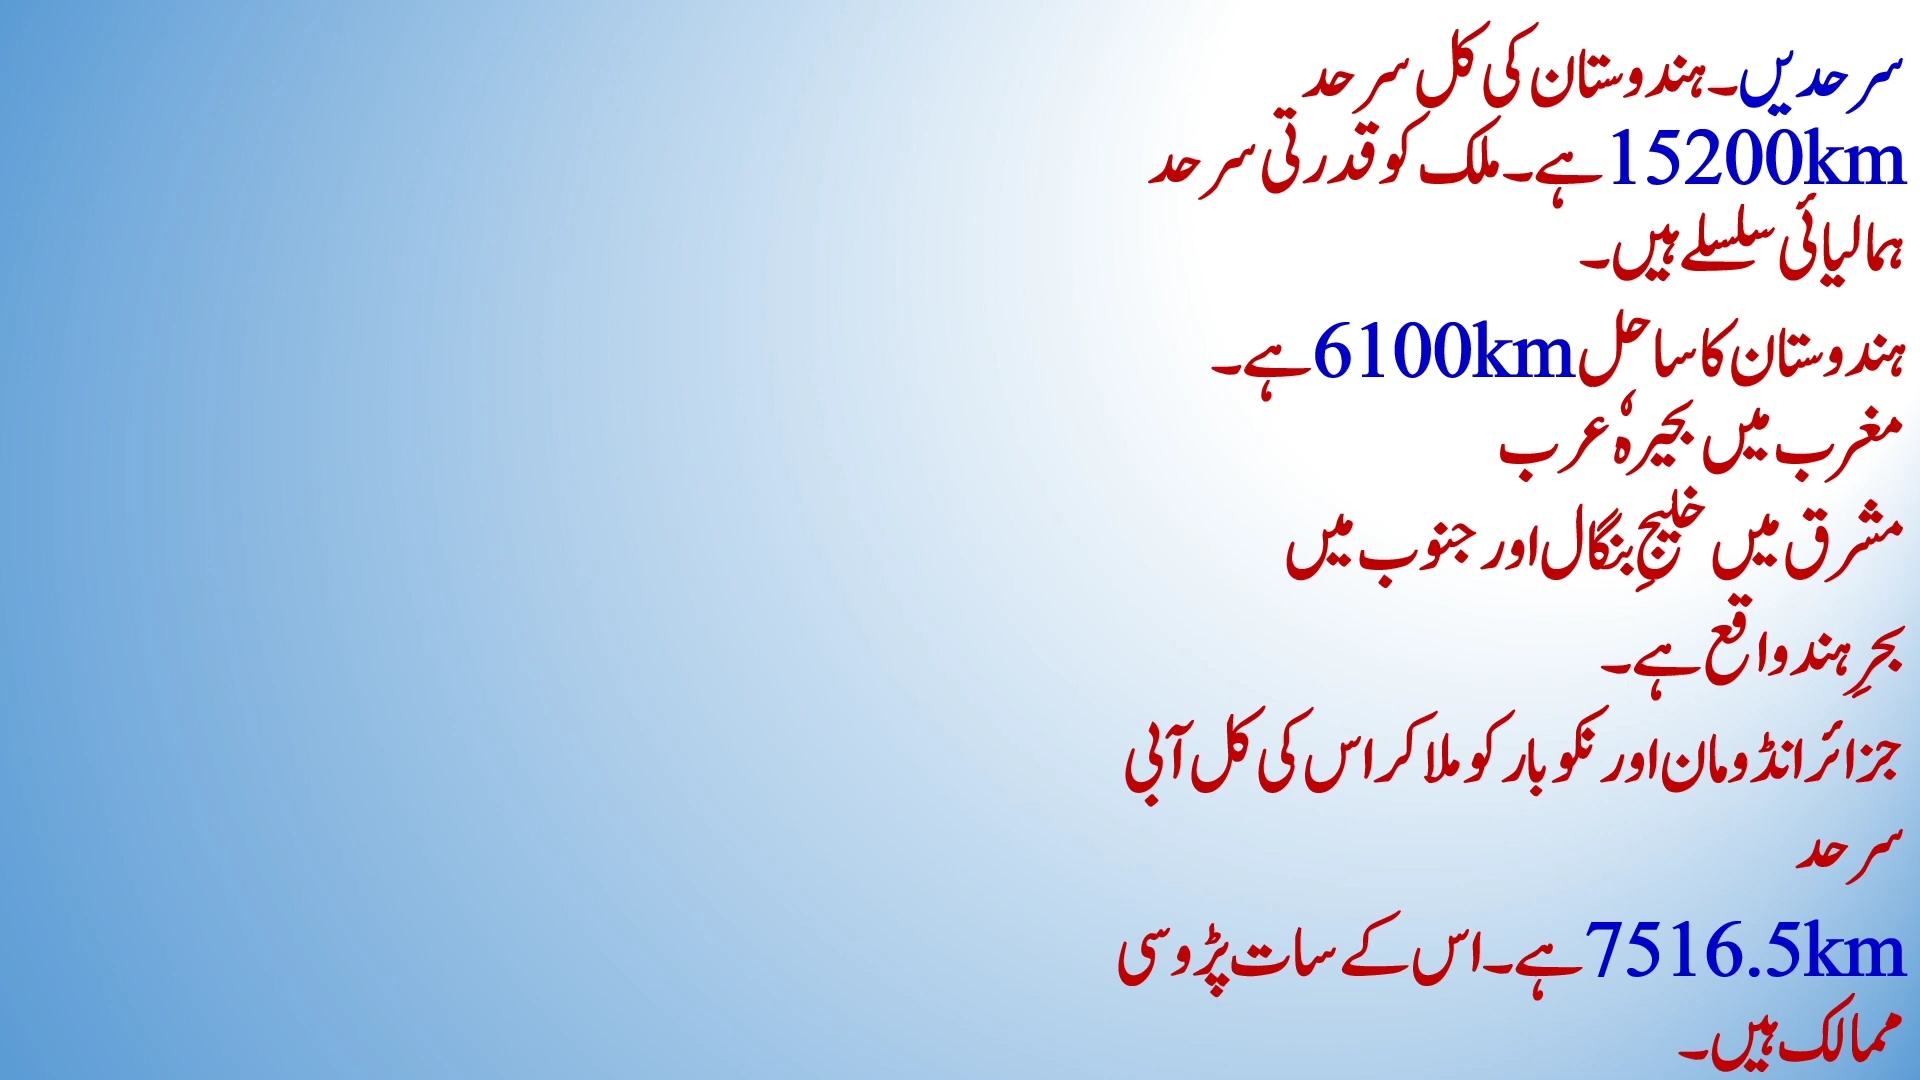 سرحدیں۔ہندوستان کی کل سرحد
15200km ہے۔ملک کو قدرتی سرحد
ہمالیائی سلسلے ہیں۔
ہندوستان کا ساحل 6100km ہے۔
مغرب میں بحیرہٗ عرب
مشرق میں خلیجِ بنگال اور جنوب میں
بحرِ ہند واقع ہے۔
جزائر انڈومان اور نکوبار کو ملا کر اس کی کل آبی
سرحد
7516.5km ہے۔اس کے سات پڑوسی
ممالک ہیں۔